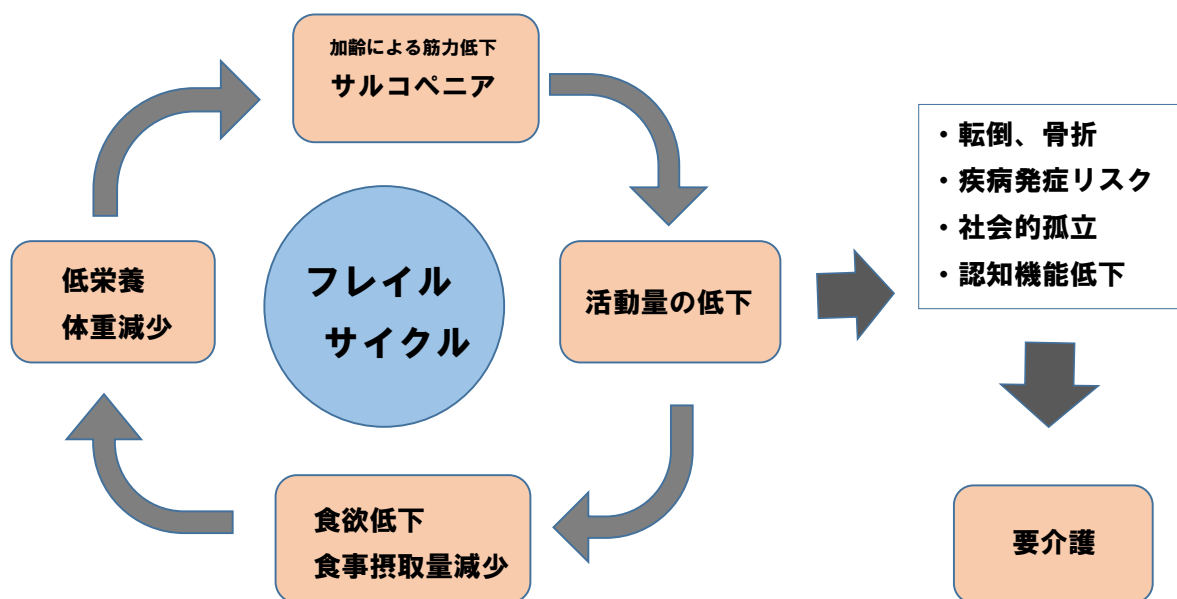 加齢による筋力低下
サルコペニア
・転倒、骨折
・疾病発症リスク
・社会的孤立
・認知機能低下
低栄養
体重減少
フレイル
サイクル
活動量の低下
食欲低下
食事摂取量減少
要介護